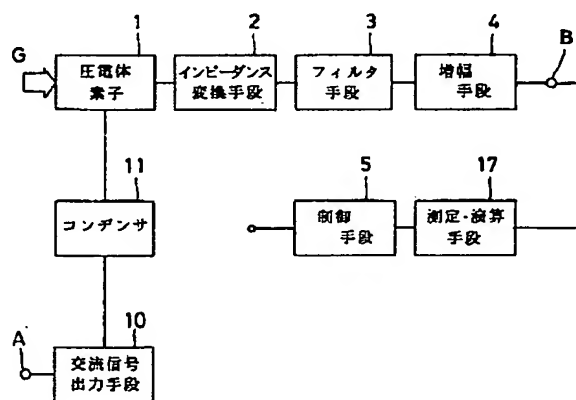 1
2
3
4
B
G
圧電体
素子
インピーダンス
変換手段
フィルタ
手段
増幅
手段
11
5
17
コンデンサ
制御
手段
測定・演算
手段
A
10
交流信号
出力手段